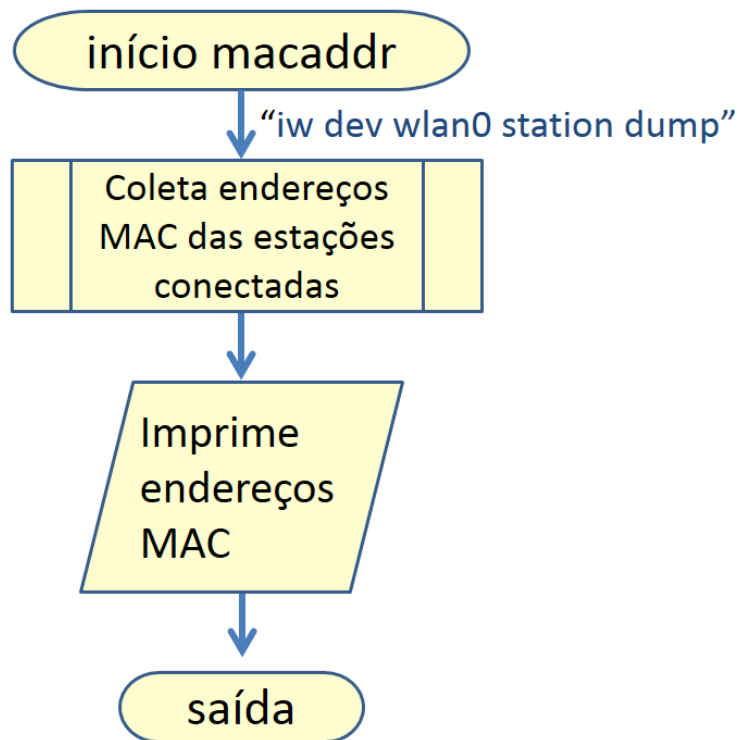 início macaddr
“iw dev wlan0 station dump”
Coleta endereços
MAC das estações
conectadas
Imprime
endereços
MAC
saída